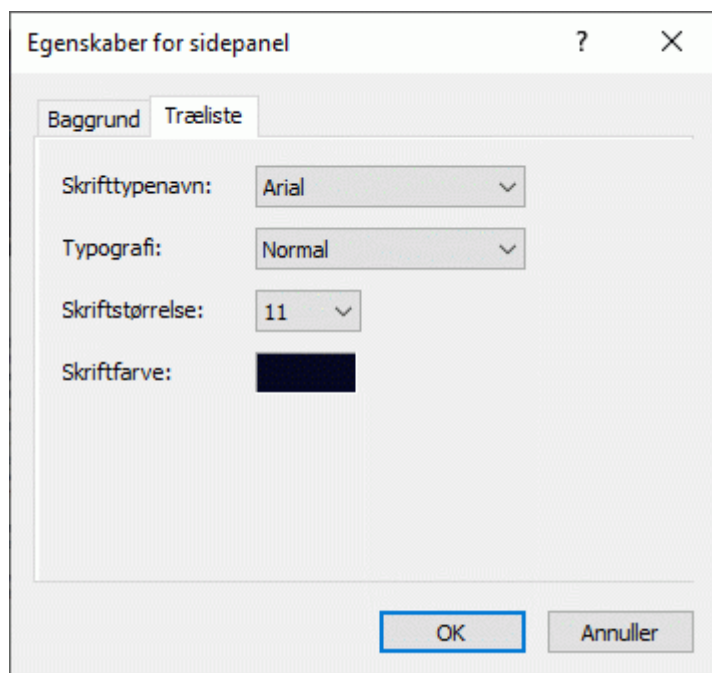 Egenskaber for sidepanel ?
Baggrund Træliste
Skrifttypenavn: Arial
Typografi: Normal
Skriftstørrelse: 11
Skriftfarve:
OK Annuller